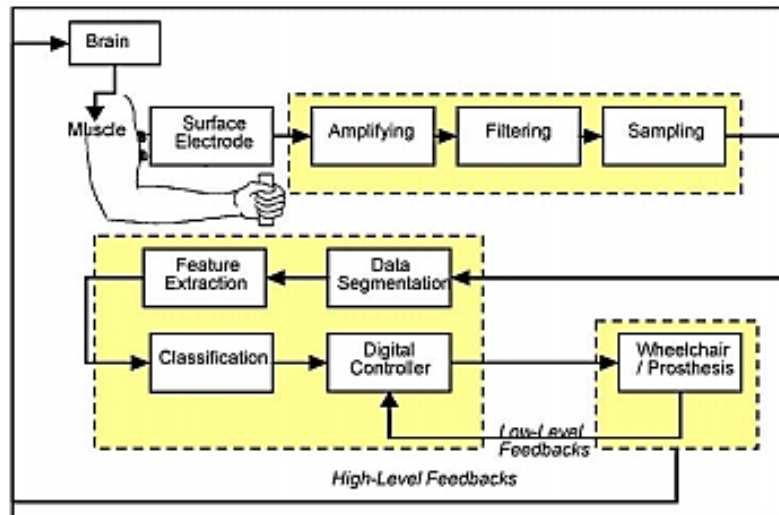 Brain
Muscle
Surface
Electrode
Amplifying
Filtering
Sampling
Feature
Extraction
Data
Segmentation
Classification
Digital
Controller
Wheelchair
/ Prosthesis
Low-Level
Feedbacks
High-Level Feedbacks